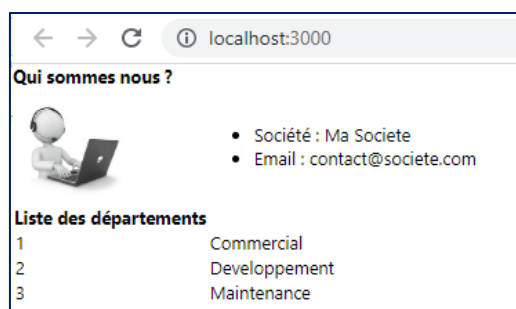 localhost:3000
Qui sommes nous ?
• Société : Ma Societe
• Email : contact@societe.com
Liste des départements
1 Commercial
2 Developpement
3 Maintenance